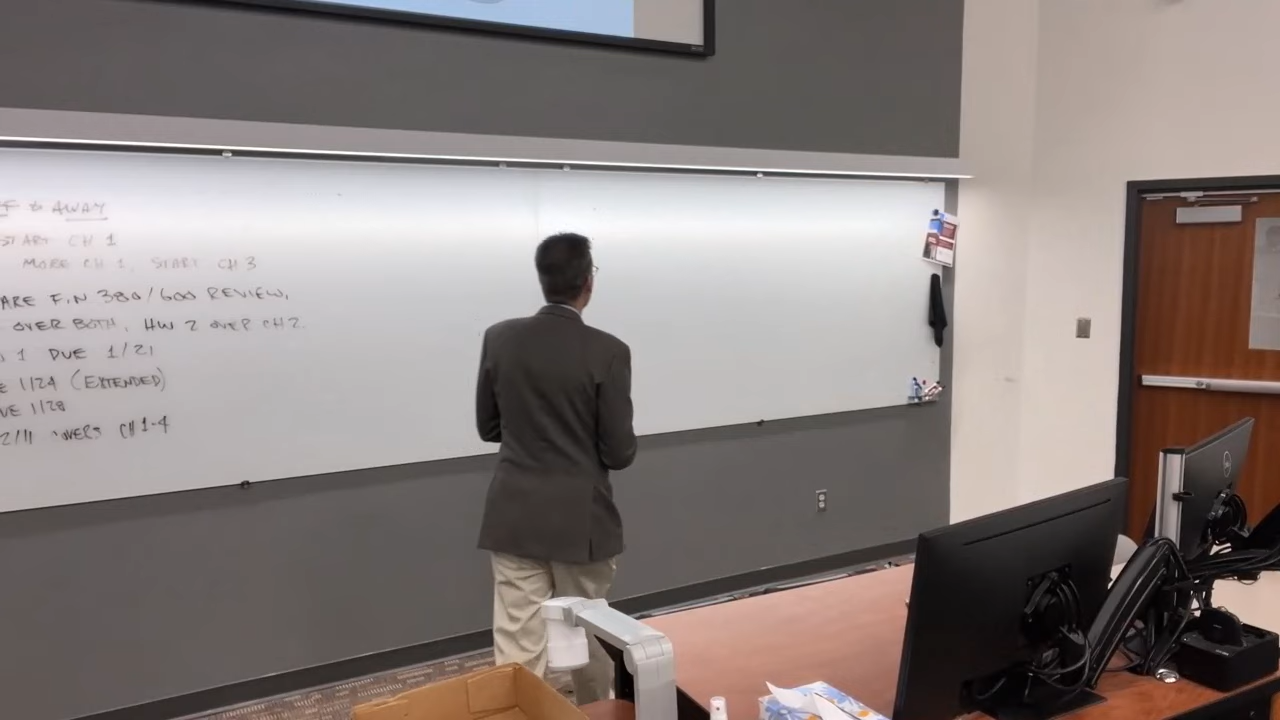 & AWAY
START CH 1
MORE CH 1, START CH 3
ARE FIN 380/600 REVIEW,
OVER BOTH, HW 2 OVER CH 2.
1 DUE 1/21
1/24 (EXTENDED)
1/28
2/11 COVERS CH 1-4